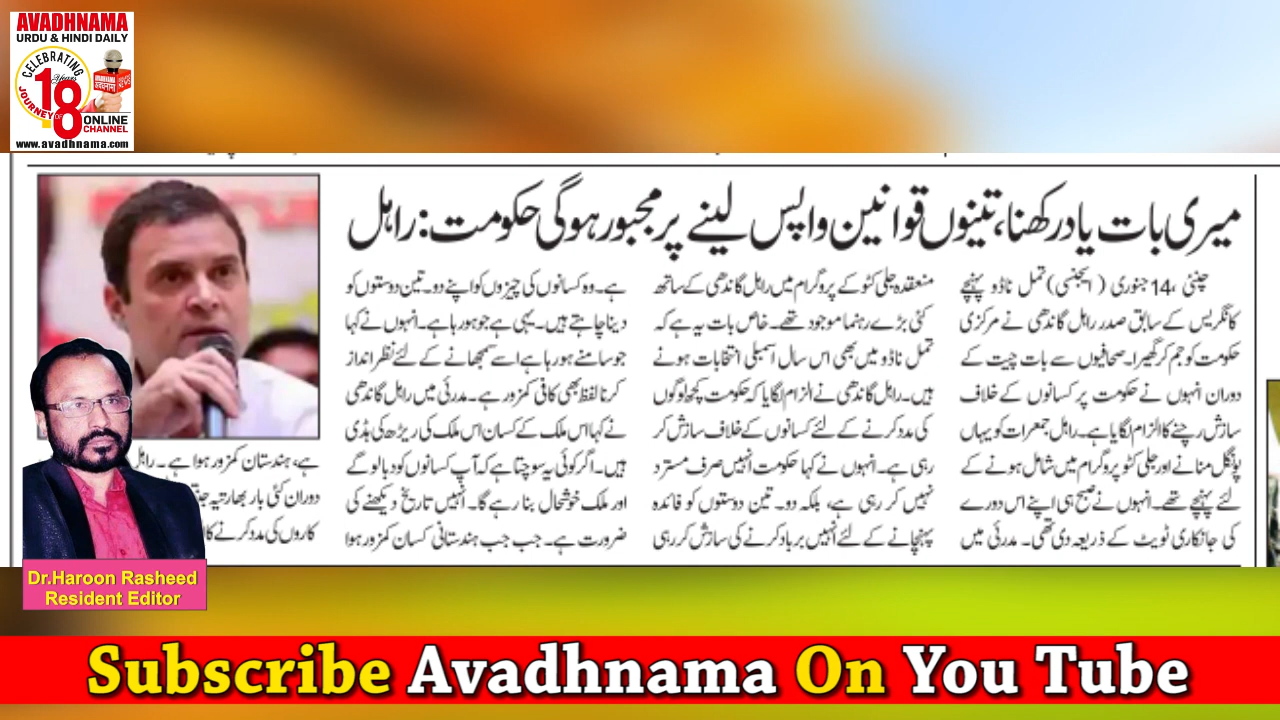 AVADHNAMA
URDU & HINDI DAILY
CELEBRATING
18 Years
JOURNEY OF
ONLINE
CHANNEL
www.avadhnama.com
میری بات یاد رکھنا، تینوں قوانین واپس لینے پر مجبور ہوگی حکومت: راہل
چنئی ،14 جنوری (ایجنسی) تمل ناڈو پہنچے
کانگریس کے سابق صدر راہل گاندھی نے مرکزی
حکومت کو جم کر گھیرا۔ صحافیوں سے بات چیت کے
دوران انہوں نے حکومت پر کسانوں کے خلاف
سازش رچنے کا الزام لگایا ہے۔ راہل جمعرات کو یہاں
پونگل منانے اور جلی کٹو پروگرام میں شامل ہونے کے
لئے پہنچے تھے۔ انہوں نے صبح ہی اپنے اس دورے
کی جانکاری ٹویٹ کے ذریعہ دی تھی۔ مدرئی میں
منعقدہ جلی کٹو کے پروگرام میں راہل گاندھی کے ساتھ
کئی بڑے رہنما موجود تھے۔ خاص بات یہ ہے کہ
تمل ناڈو میں بھی اس سال اسمبلی انتخابات ہونے
ہیں۔ راہل گاندھی نے الزام لگایا کہ حکومت کچھ لوگوں
کی مدد کرنے کے لئے کسانوں کے خلاف سازش کر
رہی ہے۔ انہوں نے کہا حکومت انہیں صرف مسترد
نہیں کر رہی ہے، بلکہ دو۔ تین دوستوں کو فائدہ
پہنچانے کے لئے انہیں برباد کرنے کی سازش کر رہی
ہے۔ وہ کسانوں کی چیزوں کو اپنے دو۔ تین دوستوں کو
دینا چاہتے ہیں۔ یہی ہے جو ہو رہا ہے۔ انہوں نے کہا
جو سامنے ہو رہا ہے اسے سمجھانے کے لئے نظر انداز
کرنا لفظ بھی کافی کمزور ہے۔ مدرئی میں راہل گاندھی
نے کہا اس ملک کے کسان اس ملک کی ریڑھ کی ہڈی
ہیں۔ اگر کوئی یہ سوچتا ہے کہ آپ کسانوں کو دبا لو گے
اور ملک خوشحال بنا رہے گا۔ انہیں تاریخ دیکھنے کی
ضرورت ہے۔ جب جب ہندستانی کسان کمزور ہوا
ہے، ہندستان کمزور ہوا ہے۔ راہل
دوران کئی بار بھارتیہ
کاروں کی مدد کرنے کا
Dr.Haroon Rasheed
Resident Editor
Subscribe Avadhnama On You Tube